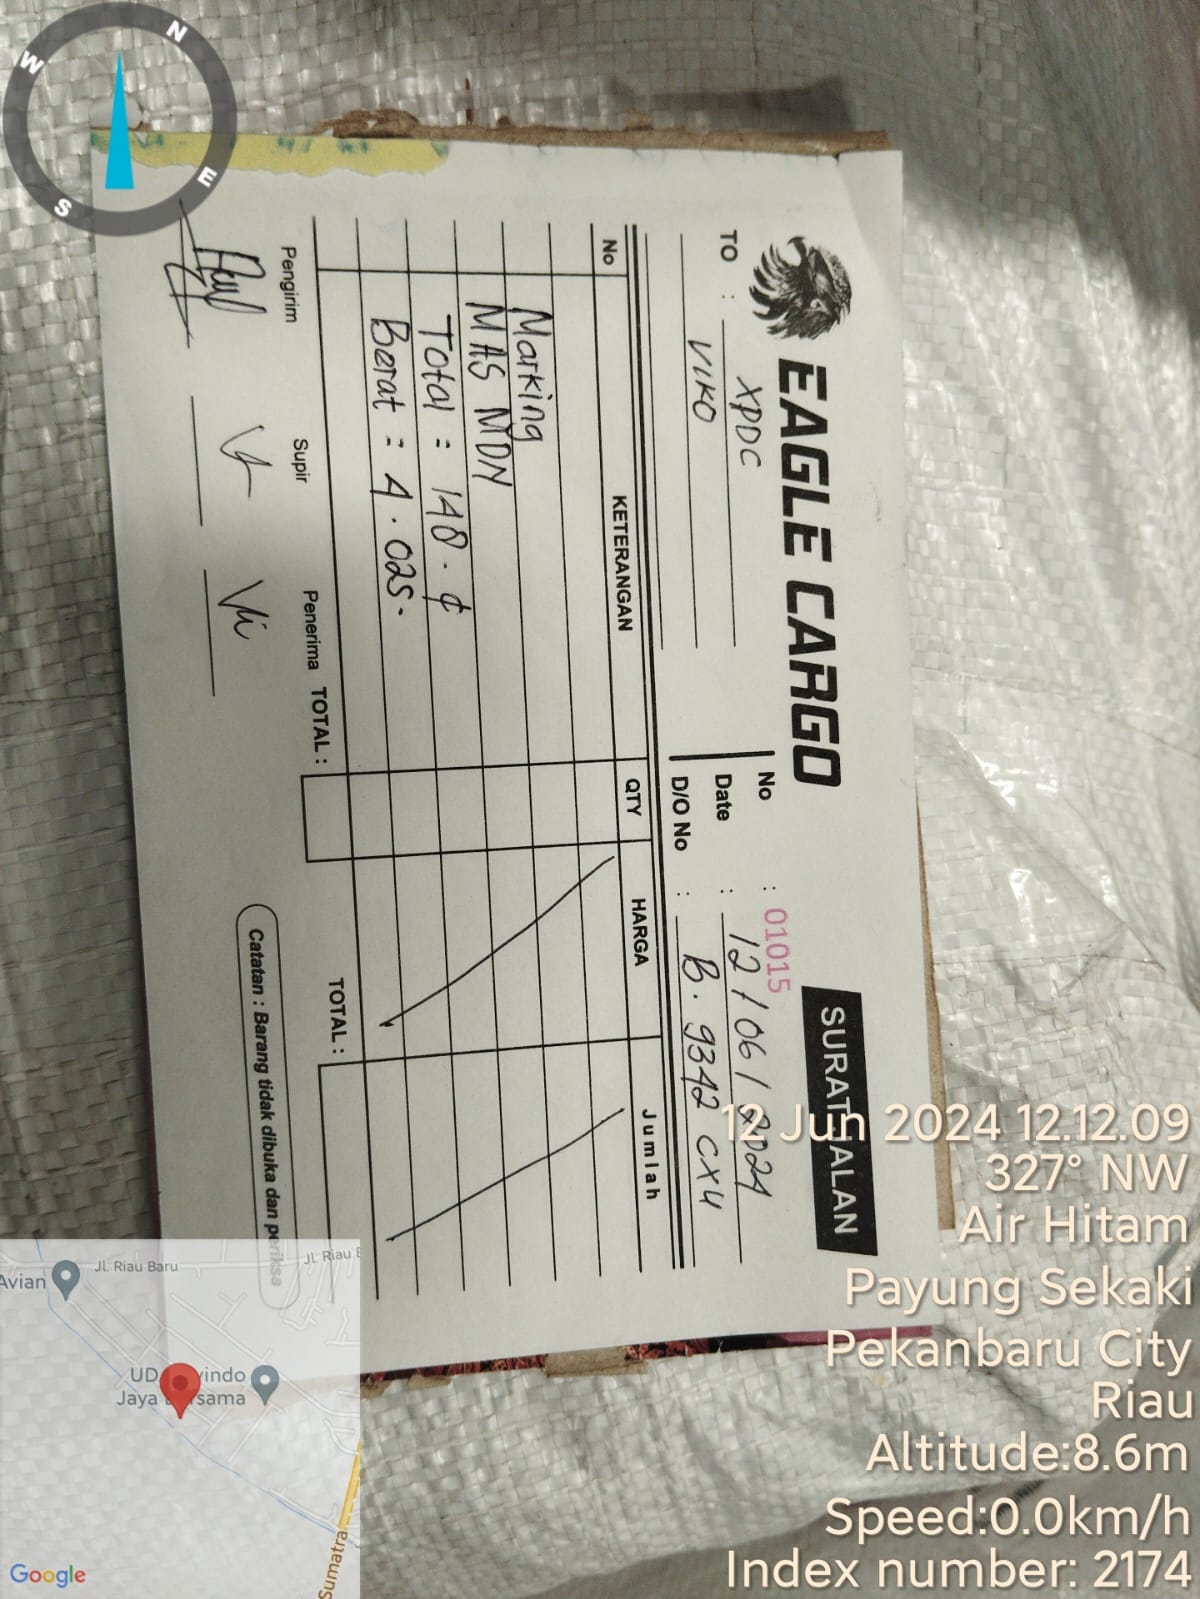 EAGLE CARGO
SURAT JALAN
TO : XPDC
VIKO
No : 01015
Date : 12/06/2024
D/O No : B. 9342 CXU
No KETERANGAN QTY HARGA Jumlah
Marking
MAS MDN
Total : 148. ¢
Berat : 4.025.
TOTAL : TOTAL :
Pengirim Supir Penerima
Catatan : Barang tidak dibuka dan periksa
N
E
S
W
12 Jun 2024 12.12.09
327° NW
Air Hitam
Payung Sekaki
Pekanbaru City
Riau
Altitude:8.6m
Speed:0.0km/h
Index number: 2174
Avian
Jl. Riau Baru
Jl. Riau B
UD
vindo
Jaya
sama
Sumatra
Google